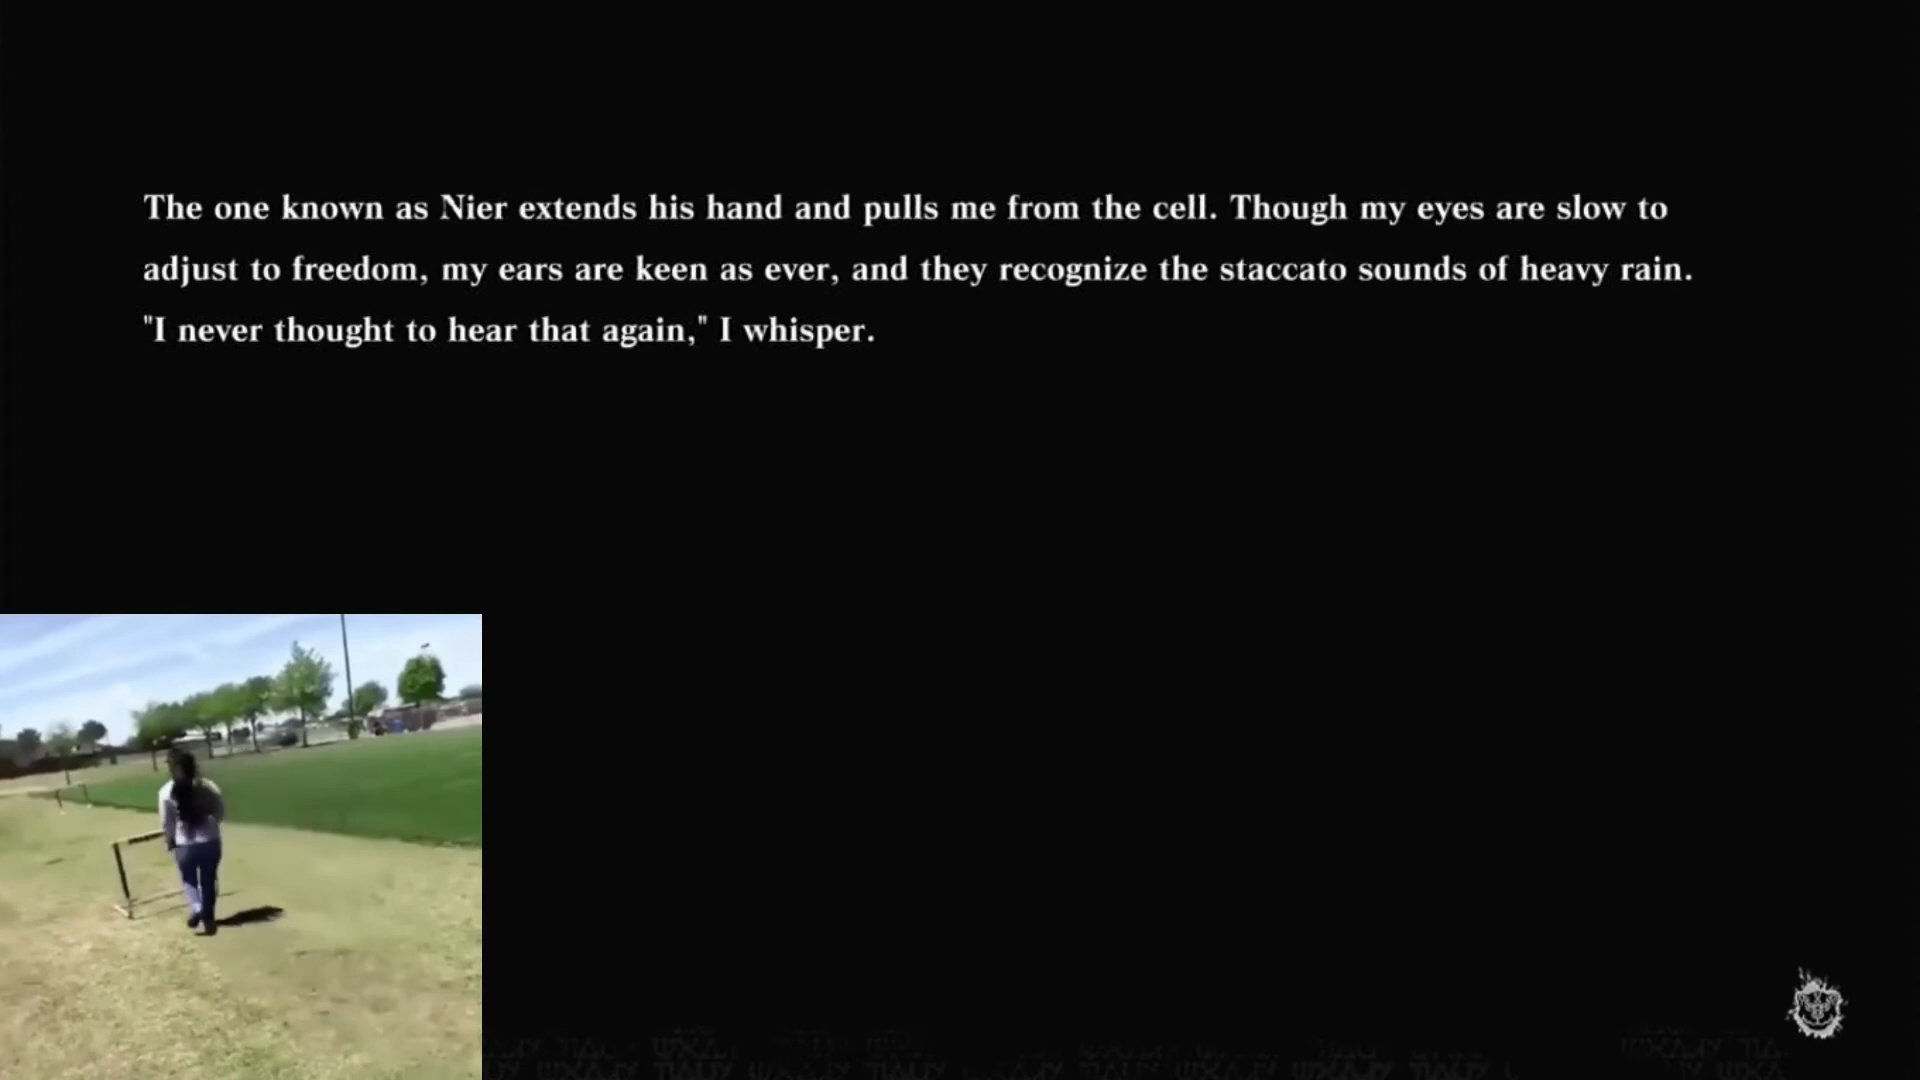 The one known as Nier extends his hand and pulls me from the cell. Though my eyes are slow to
adjust to freedom, my ears are keen as ever, and they recognize the staccato sounds of heavy rain.
"I never thought to hear that again," I whisper.